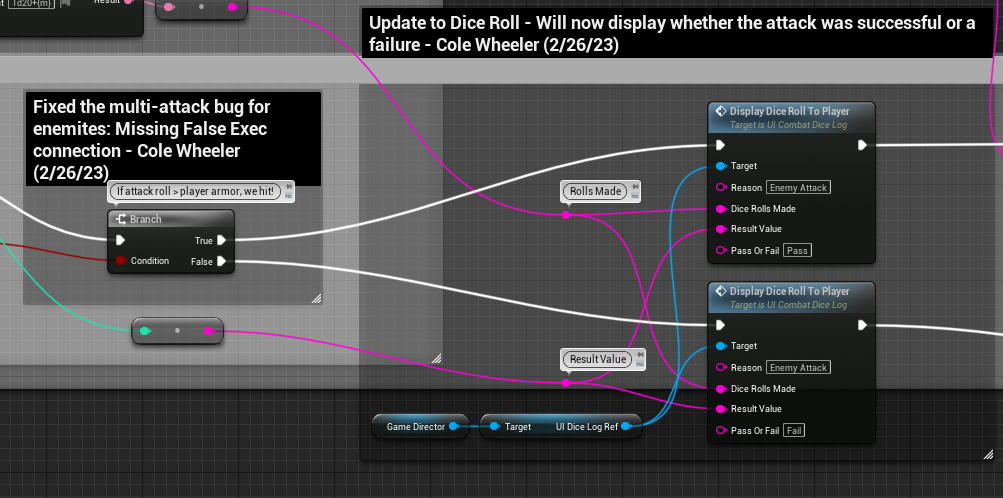 1d20+{m}
Result
Update to Dice Roll - Will now display whether the attack was successful or a
failure - Cole Wheeler (2/26/23)
Fixed the multi-attack bug for
enemites: Missing False Exec
connection - Cole Wheeler
(2/26/23)
If attack roll > player armor, we hit!
Branch
True
Condition
False
Rolls Made
Result Value
Game Director
Target
UI Dice Log Ref
Display Dice Roll To Player
Target is UI Combat Dice Log
Target
Reason Enemy Attack
Dice Rolls Made
Result Value
Pass Or Fail Pass
Display Dice Roll To Player
Target is UI Combat Dice Log
Target
Reason Enemy Attack
Dice Rolls Made
Result Value
Pass Or Fail Fail